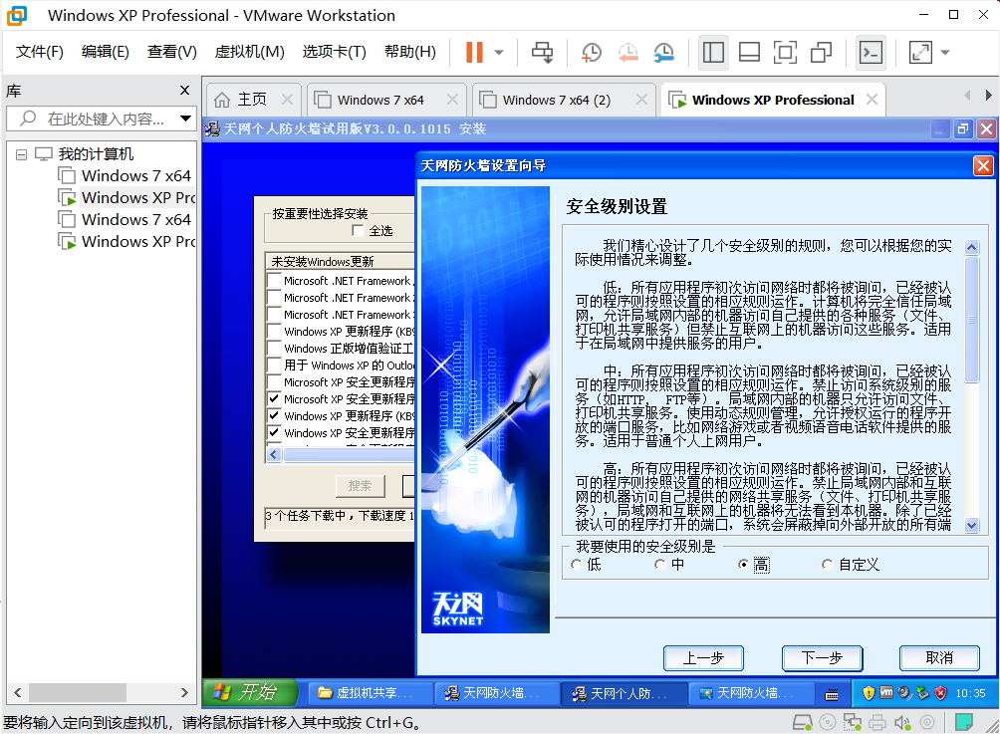 Windows XP Professional - VMware Workstation
文件(F) 编辑(E) 查看(V) 虚拟机(M) 选项卡(T) 帮助(H)
库
在此处键入内容...
我的计算机
Windows 7 x64
Windows XP Pro
Windows 7 x64
Windows XP Pro
主页
Windows 7 x64
Windows 7 x64 (2)
Windows XP Professional
天网个人防火墙试用版V3.0.0.1015 安装
按重要性选择安装
全选
未安装Windows更新
Microsoft .NET Framework
Microsoft .NET Framework
Microsoft .NET Framework
Windows XP 更新程序 (KB9
Windows 正版增值验证工
用于 Windows XP 的 Outlo
Microsoft XP 安全更新程序
Microsoft XP 安全更新程序
Windows XP 更新程序 (KB9
Windows XP 安全更新程序
搜索
3 个任务下载中，下载速度 1
天网防火墙设置向导
安全级别设置
我们精心设计了几个安全级别的规则，您可以根据您的实
际使用情况来调整。
低：所有应用程序初次访问网络时都将被询问，已经被认
可的程序则按照设置的相应规则运作。计算机将完全信任局域
网，允许局域网内部的机器访问自己提供的各种服务（文件、
打印机共享服务）但禁止互联网上的机器访问这些服务。适用
于在局域网中提供服务的用户。
中：所有应用程序初次访问网络时都将被询问，已经被认
可的程序则按照设置的相应规则运作。禁止访问系统级别的服
务（如HTTP， FTP等）。局域网内部的机器只允许访问文件、
打印机共享服务。使用动态规则管理，允许授权运行的程序开
放的端口服务，比如网络游戏或者视频语音电话软件提供的服
务。适用于普通个人上网用户。
高：所有应用程序初次访问网络时都将被询问，已经被认
可的程序则按照设置的相应规则运作。禁止局域网内部和互联
网的机器访问自己提供的网络共享服务（文件、打印机共享服
务），局域网和互联网上的机器将无法看到本机器。除了已经
被认可的程序打开的端口，系统会屏蔽掉向外部开放的所有端
我要使用的安全级别是
低 中 高 自定义
天网
SKYNET
上一步 下一步 取消
开始
虚拟机共享...
天网防火墙...
天网个人防...
天网防火墙...
10:35
要将输入定向到该虚拟机，请将鼠标指针移入其中或按 Ctrl+G。